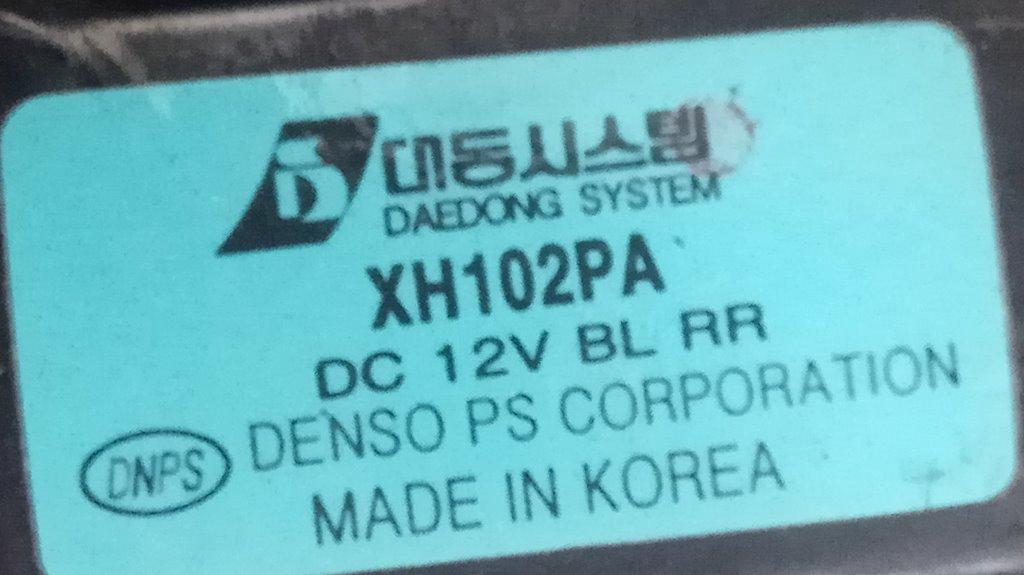 대동시스템
DAEDONG SYSTEM
XH102PA
DC 12V BL RR
DENSO PS CORPORATION
DNPS
MADE IN KOREA